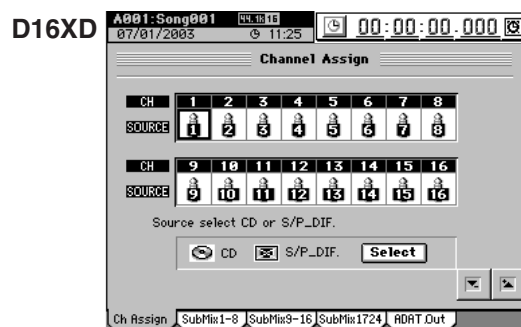 D16XD
A001:Song001 44.1k 16
07/01/2003 11:25 00:00:00.000
Channel Assign
CH 1 2 3 4 5 6 7 8
SOURCE 1 2 3 4 5 6 7 8
CH 9 10 11 12 13 14 15 16
SOURCE 9 10 11 12 13 14 15 16
Source select CD or S/P_DIF.
CD S/P_DIF. Select
Ch Assign SubMix1-8 SubMix9-16 SubMix1724 ADAT Out